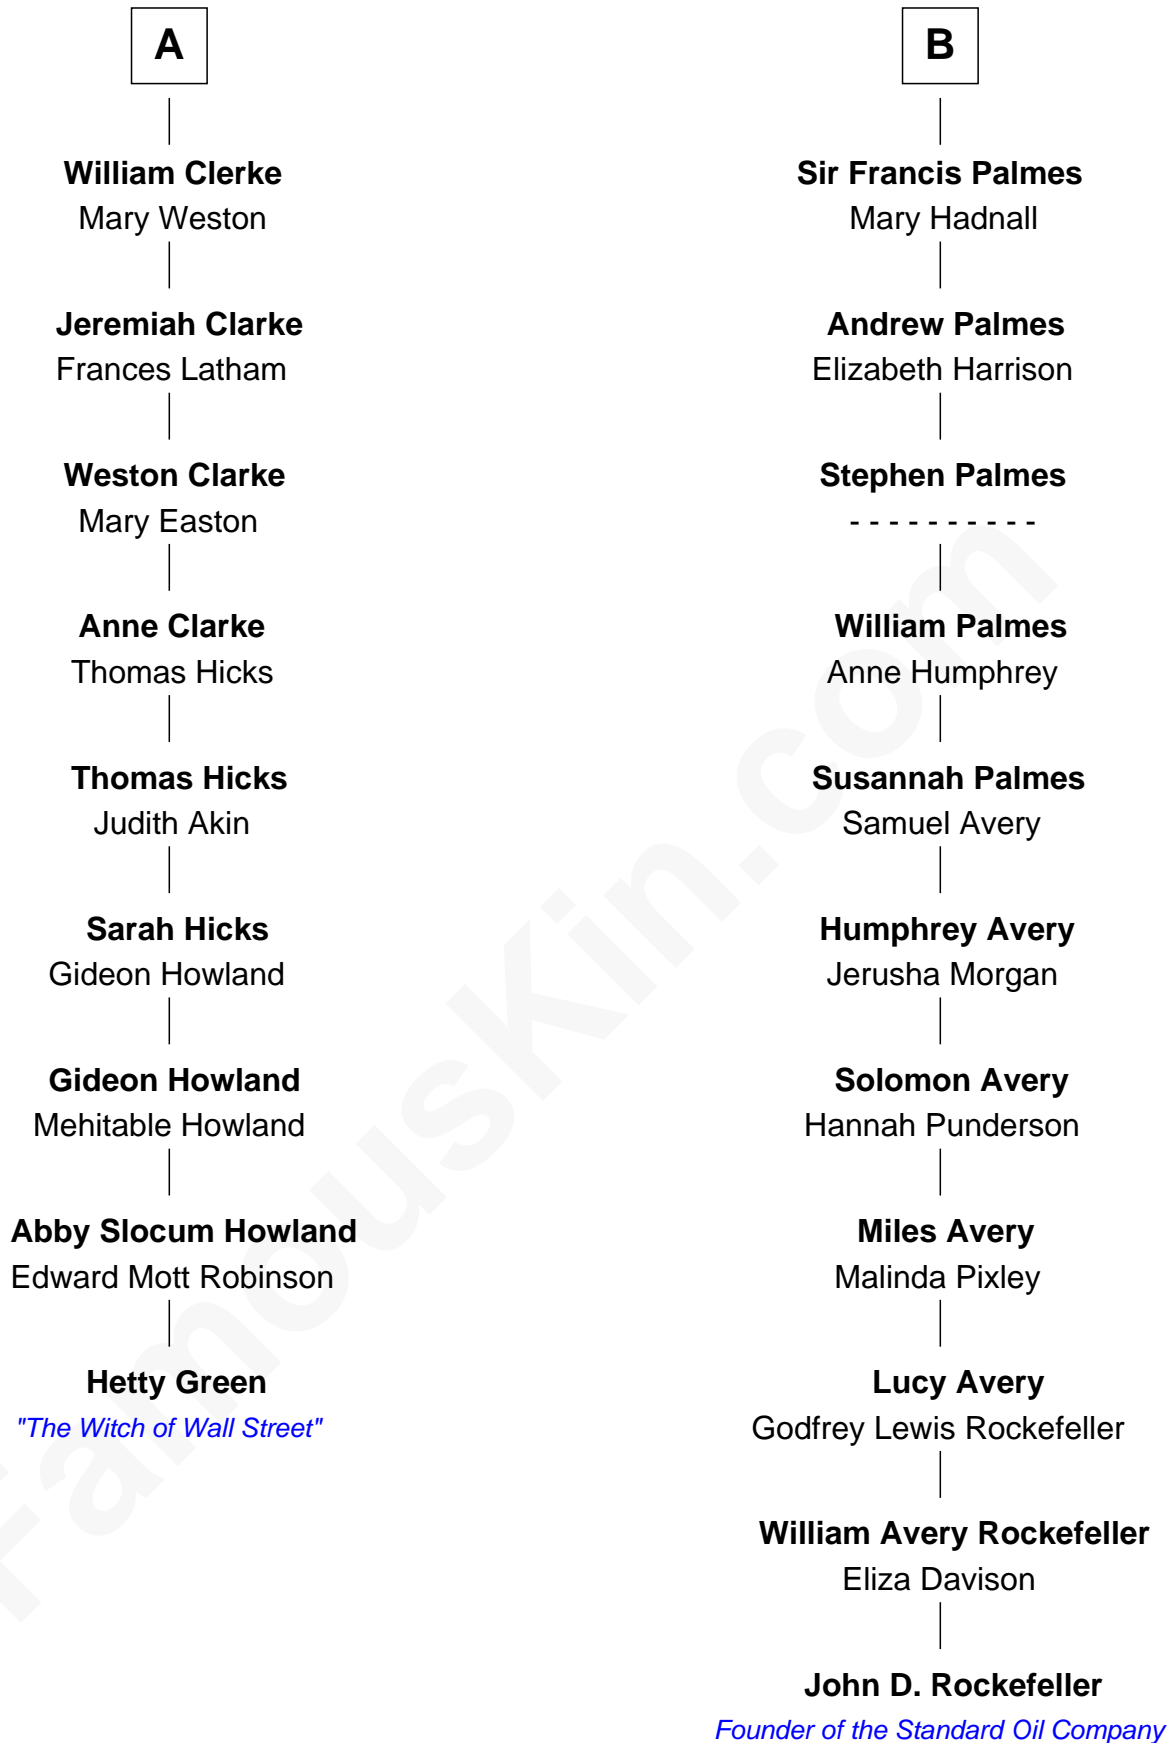 A
William Clerke
Mary Weston
Jeremiah Clarke
Frances Latham
Weston Clarke
Mary Easton
Anne Clarke
Thomas Hicks
Thomas Hicks
Judith Akin
Sarah Hicks
Gideon Howland
Gideon Howland
Mehitable Howland
Abby Slocum Howland
Edward Mott Robinson
Hetty Green
"The Witch of Wall Street"
B
Sir Francis Palmes
Mary Hadnall
Andrew Palmes
Elizabeth Harrison
Stephen Palmes
- - - - - - - - - -
William Palmes
Anne Humphrey
Susannah Palmes
Samuel Avery
Humphrey Avery
Jerusha Morgan
Solomon Avery
Hannah Punderson
Miles Avery
Malinda Pixley
Lucy Avery
Godfrey Lewis Rockefeller
William Avery Rockefeller
Eliza Davison
John D. Rockefeller
Founder of the Standard Oil Company
FamousKin.com